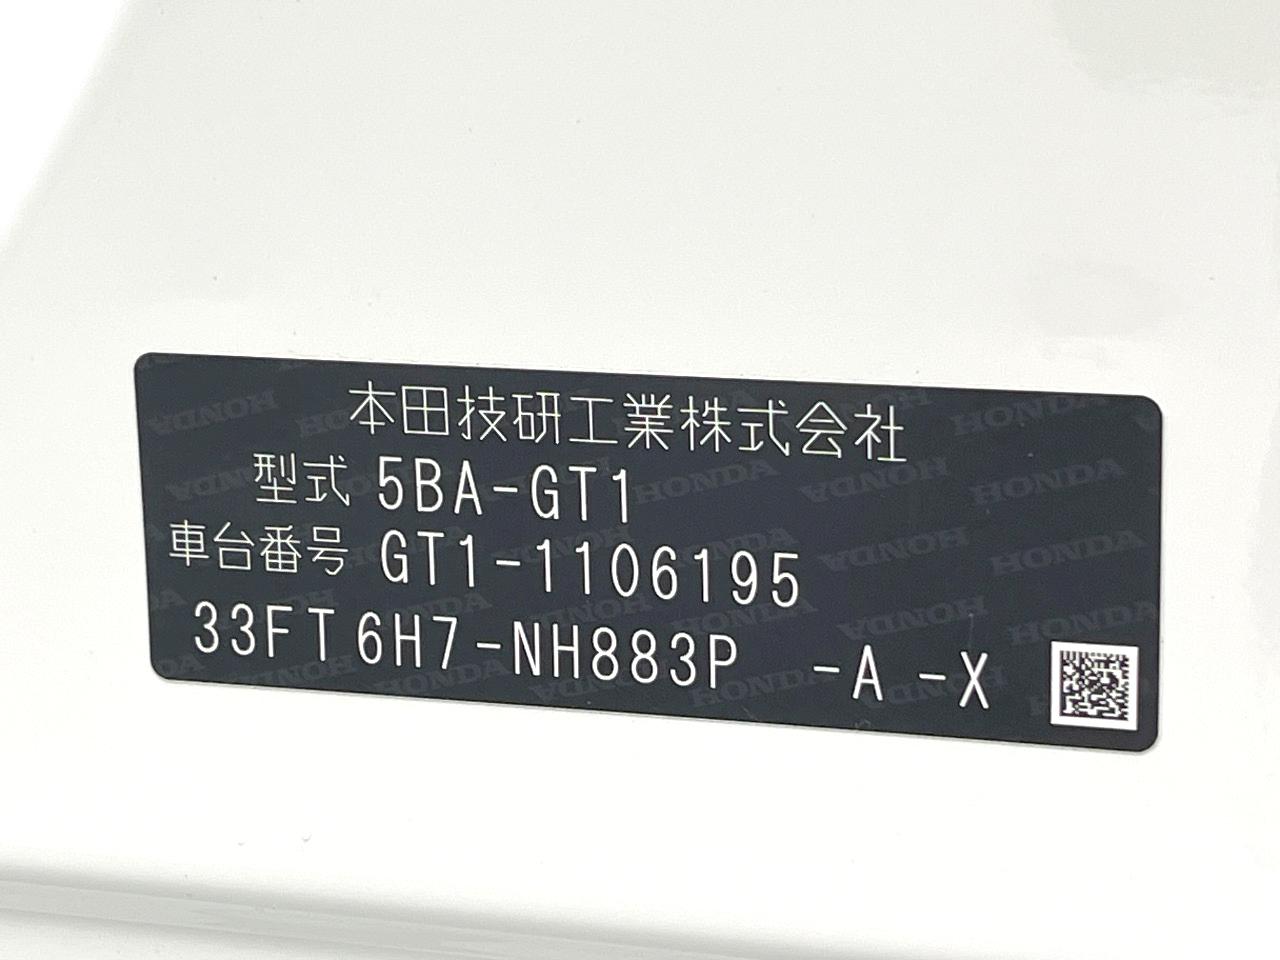 本田技研工業株式会社
型式 5BA-GT1
車台番号 GT1-1106195
33FT6H7-NH883P -A -X